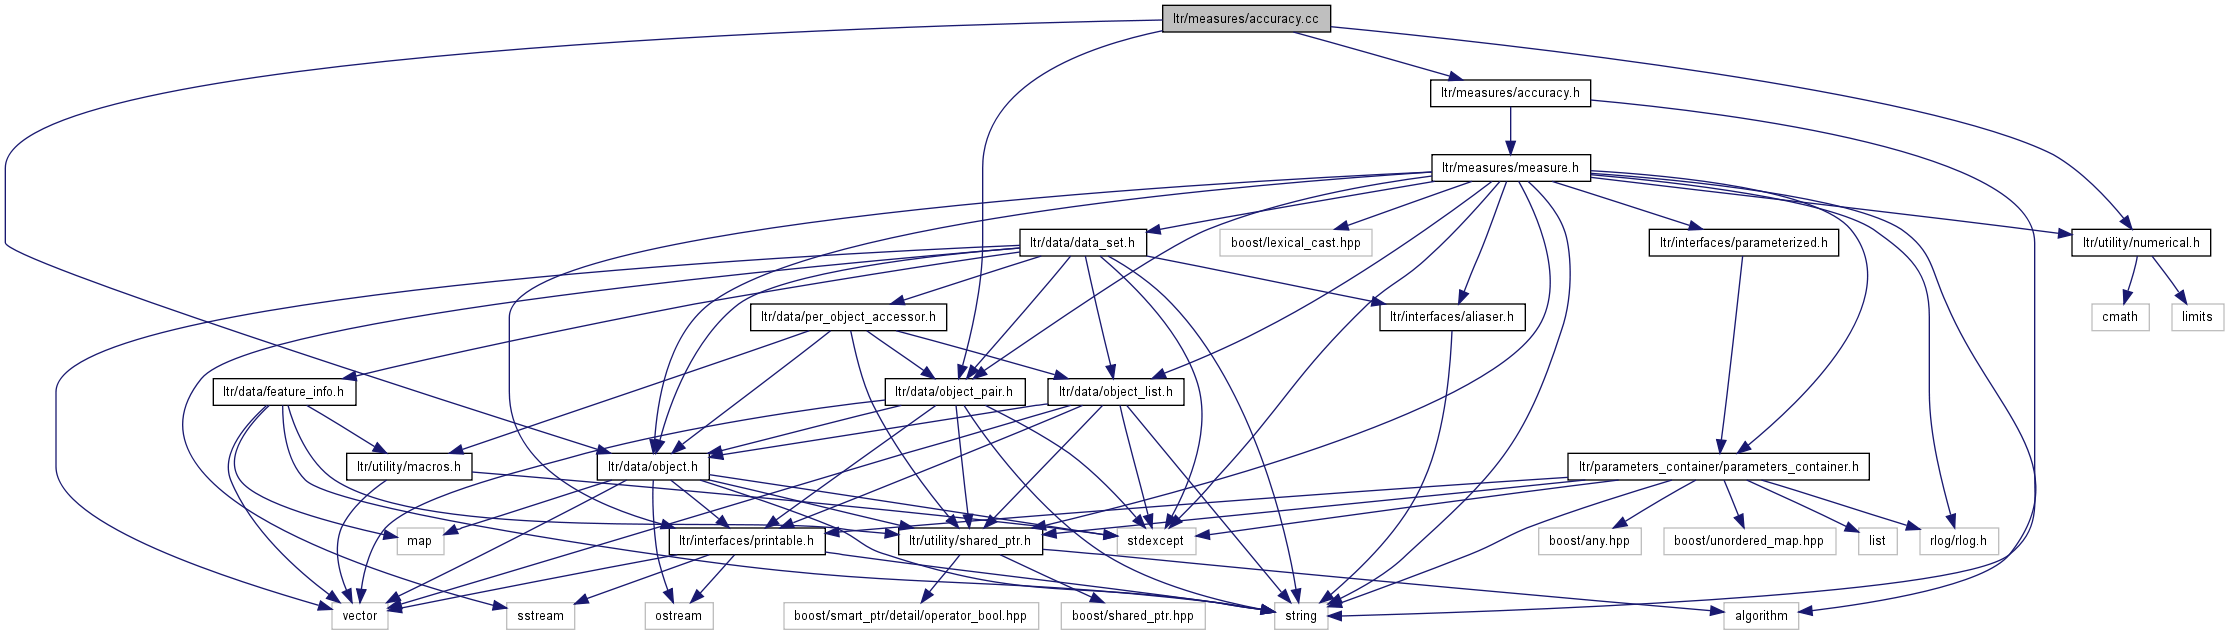 ltr/measures/accuracy.cc
ltr/measures/accuracy.h
ltr/measures/measure.h
ltr/data/data_set.h
boost/lexical_cast.hpp
ltr/interfaces/parameterized.h
ltr/utility/numerical.h
ltr/data/per_object_accessor.h
ltr/interfaces/aliaser.h
cmath
limits
ltr/data/feature_info.h
ltr/data/object_pair.h
ltr/data/object_list.h
ltr/utility/macros.h
ltr/data/object.h
ltr/parameters_container/parameters_container.h
map
ltr/interfaces/printable.h
ltr/utility/shared_ptr.h
stdexcept
boost/any.hpp
boost/unordered_map.hpp
list
rlog/rlog.h
vector
sstream
ostream
boost/smart_ptr/detail/operator_bool.hpp
boost/shared_ptr.hpp
string
algorithm